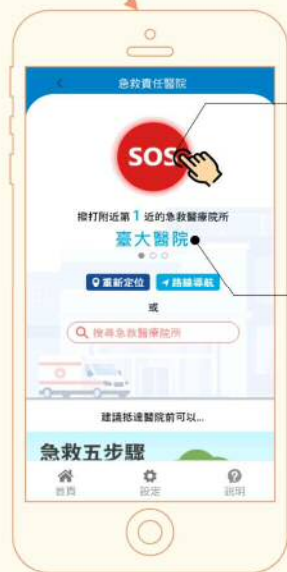 急救責任醫院
SOS
撥打附近第 1 近的急救醫療院所
臺大醫院
重新定位
路線導航
或
搜尋急救醫療院所
建議抵達醫院前可以...
急救五步驟
首頁
設定
說明